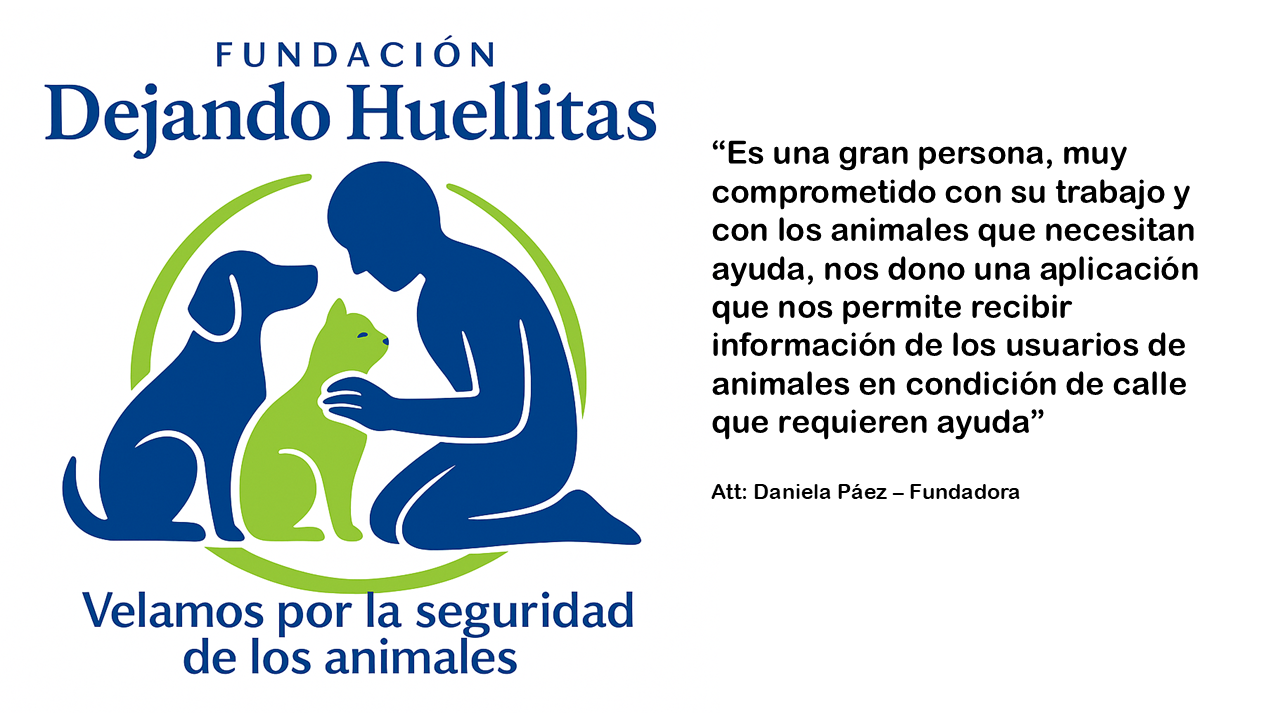 FUNDACIÓN
Dejando Huellitas
Velamos por la seguridad
de los animales
“Es una gran persona, muy
comprometido con su trabajo y
con los animales que necesitan
ayuda, nos dono una aplicación
que nos permite recibir
información de los usuarios de
animales en condición de calle
que requieren ayuda”
Att: Daniela Páez – Fundadora